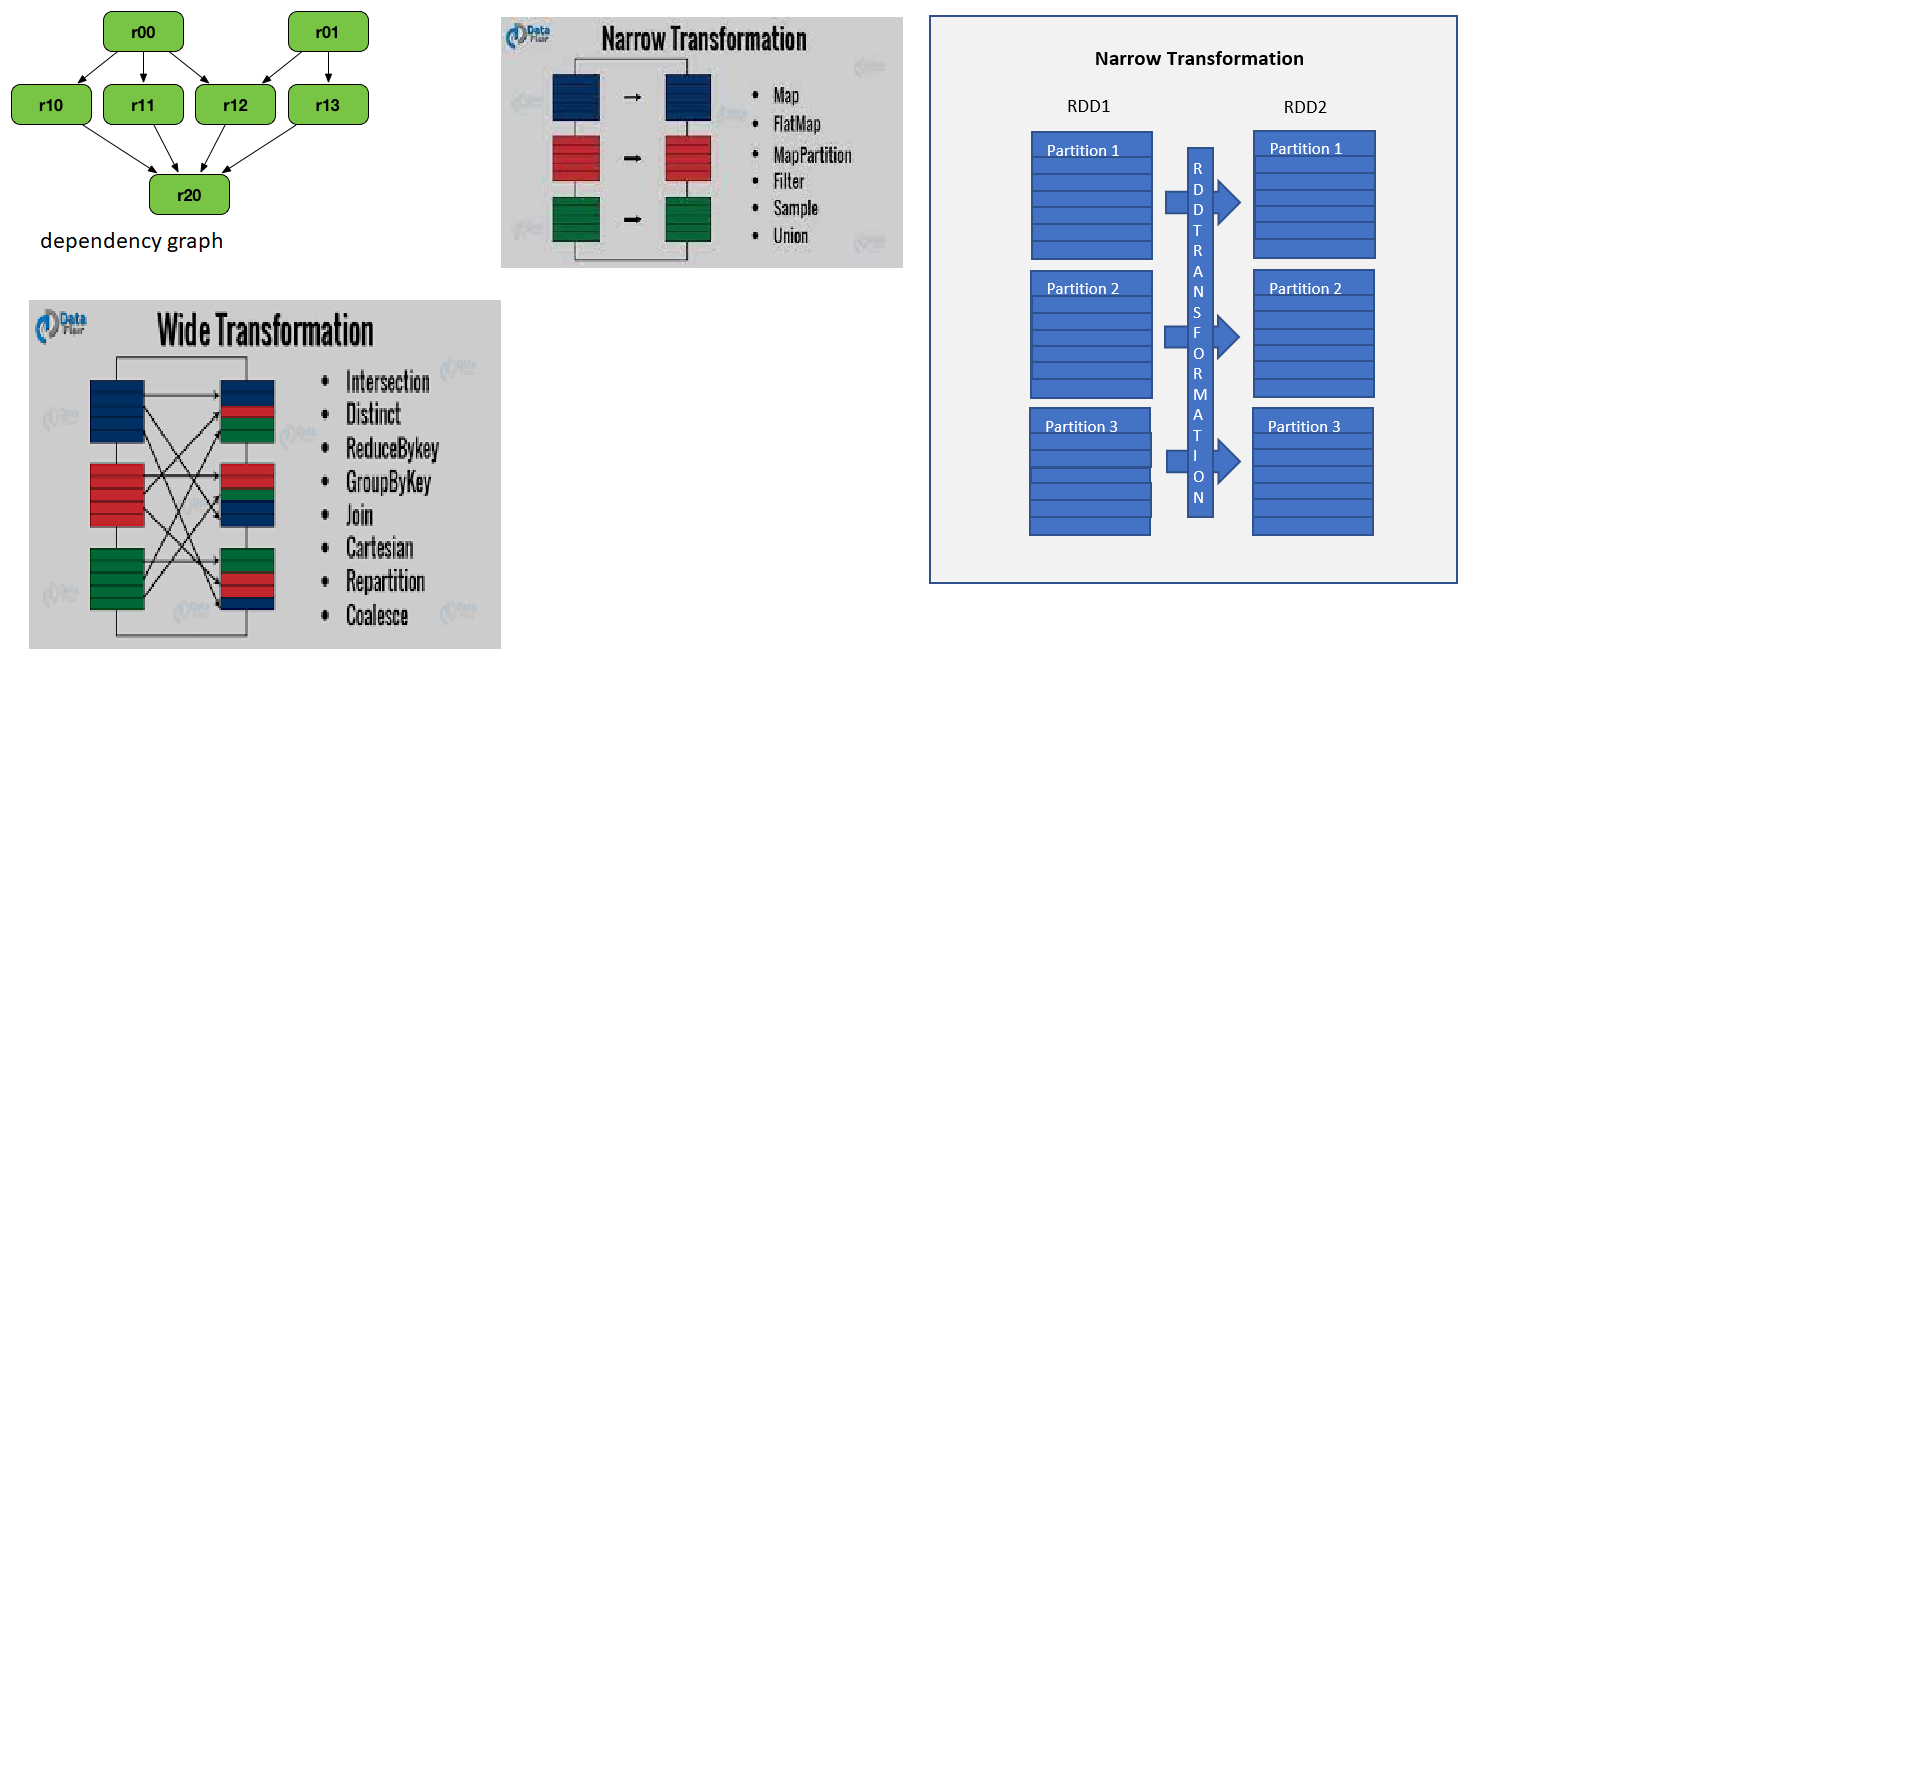 r00
r01
r10
r11
r12
r13
r20
dependency graph
Data
Flair
Narrow Transformation
• Map
• FlatMap
• MapPartition
• Filter
• Sample
• Union
Data
Flair
Wide Transformation
• Intersection
• Distinct
• ReduceBykey
• GroupByKey
• Join
• Cartesian
• Repartition
• Coalesce
Narrow Transformation
RDD1
RDD2
Partition 1
Partition 1
Partition 2
Partition 2
Partition 3
Partition 3
RDDTRANSFORMATION